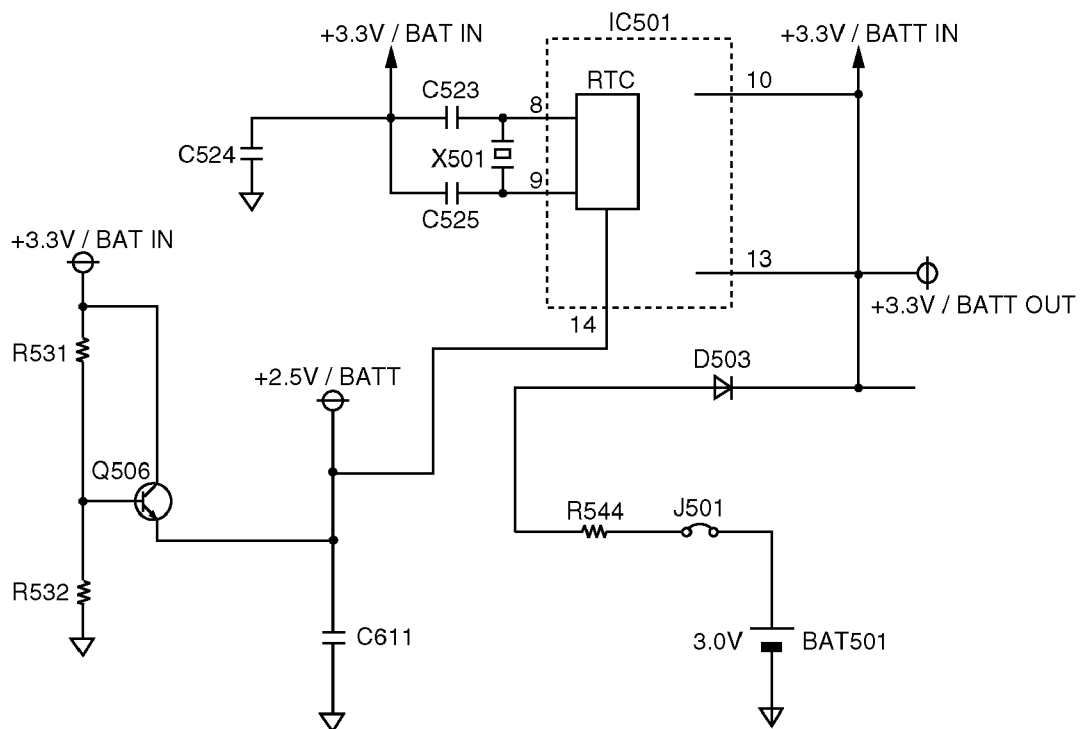 IC501
+3.3V / BAT IN
+3.3V / BATT IN
RTC
10
C523
8
C524
X501
9
C525
+3.3V / BAT IN
13
+3.3V / BATT OUT
14
R531
D503
+2.5V / BATT
Q506
R544
J501
R532
C611
3.0V
BAT501